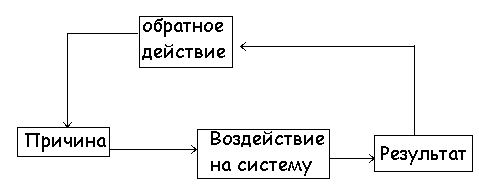 обратное
действие
Причина
Воздействие
на систему
Результат